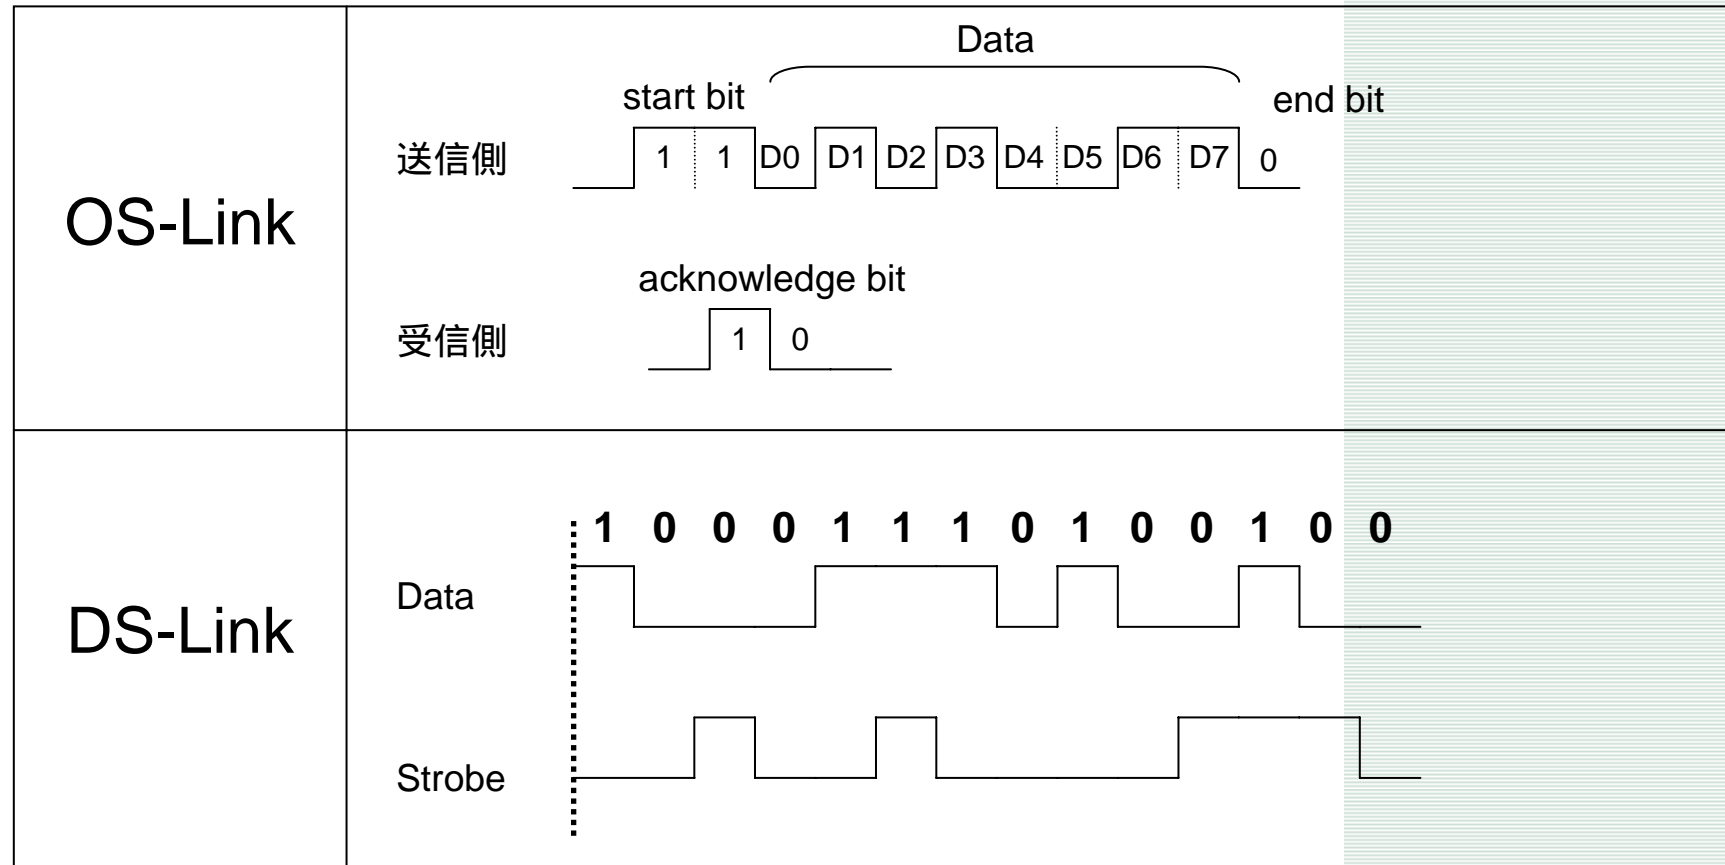 OS-Link
Data
start bit
end bit
送信側
1 1 D0 D1 D2 D3 D4 D5 D6 D7 0
acknowledge bit
受信側
1 0
DS-Link
1 0 0 0 1 1 1 0 1 0 0 1 0 0
Data
Strobe